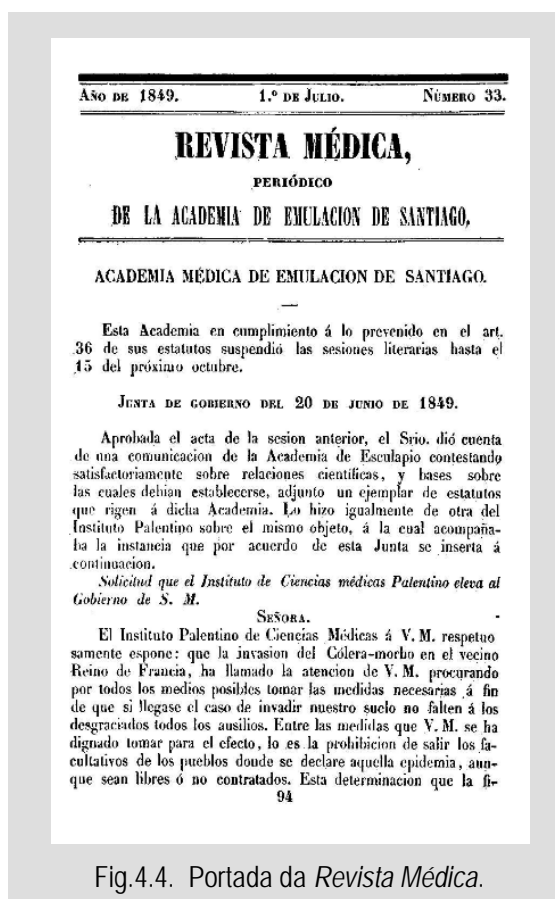 Año de 1849. 1.º de Julio. Número 33.
REVISTA MÉDICA,
PERIÓDICO
DE LA ACADEMIA DE EMULACION DE SANTIAGO,
ACADEMIA MÉDICA DE EMULACION DE SANTIAGO.
Esta Academia en cumplimiento á lo prevenido en el art.
36 de sus estatutos suspendió las sesiones literarias hasta el
15 del próximo octubre.
Junta de gobierno del 20 de junio de 1849.
Aprobada el acta de la sesion anterior, el Srio. dió cuenta
de una comunicacion de la Academia de Esculapio contestando
satisfactoriamente sobre relaciones científicas, y bases sobre
las cuales debian establecerse, adjunto un ejemplar de estatutos
que rigen á dicha Academia. Lo hizo igualmente de otra del
Instituto Palentino sobre el mismo objeto, á la cual acompaña-
ba la instancia que por acuerdo de esta Junta se inserta á
continuacion.
Solicitud que el Instituto de Ciencias médicas Palentino eleva al
Gobierno de S. M.
Señora.
El Instituto Palentino de Ciencias Médicas á V. M. respetuo
samente espone: que la invasion del Cólera-morbo en el vecino
Reino de Francia, ha llamado la atencion de V. M. procurando
por todos los medios posibles tomar las medidas necesarias á fin
de que si llegase el caso de invadir nuestro suelo no falten á los
desgraciados todos los ausilios. Entre las medidas que V. M. se ha
dignado tomar para el efecto, lo es la prohibicion de salir los fa-
cultativos de los pueblos donde se declare aquella epidemia, aun-
que sean libres ó no contratados. Esta determinacion que la fi-
94
Fig.4.4. Portada da Revista Médica.